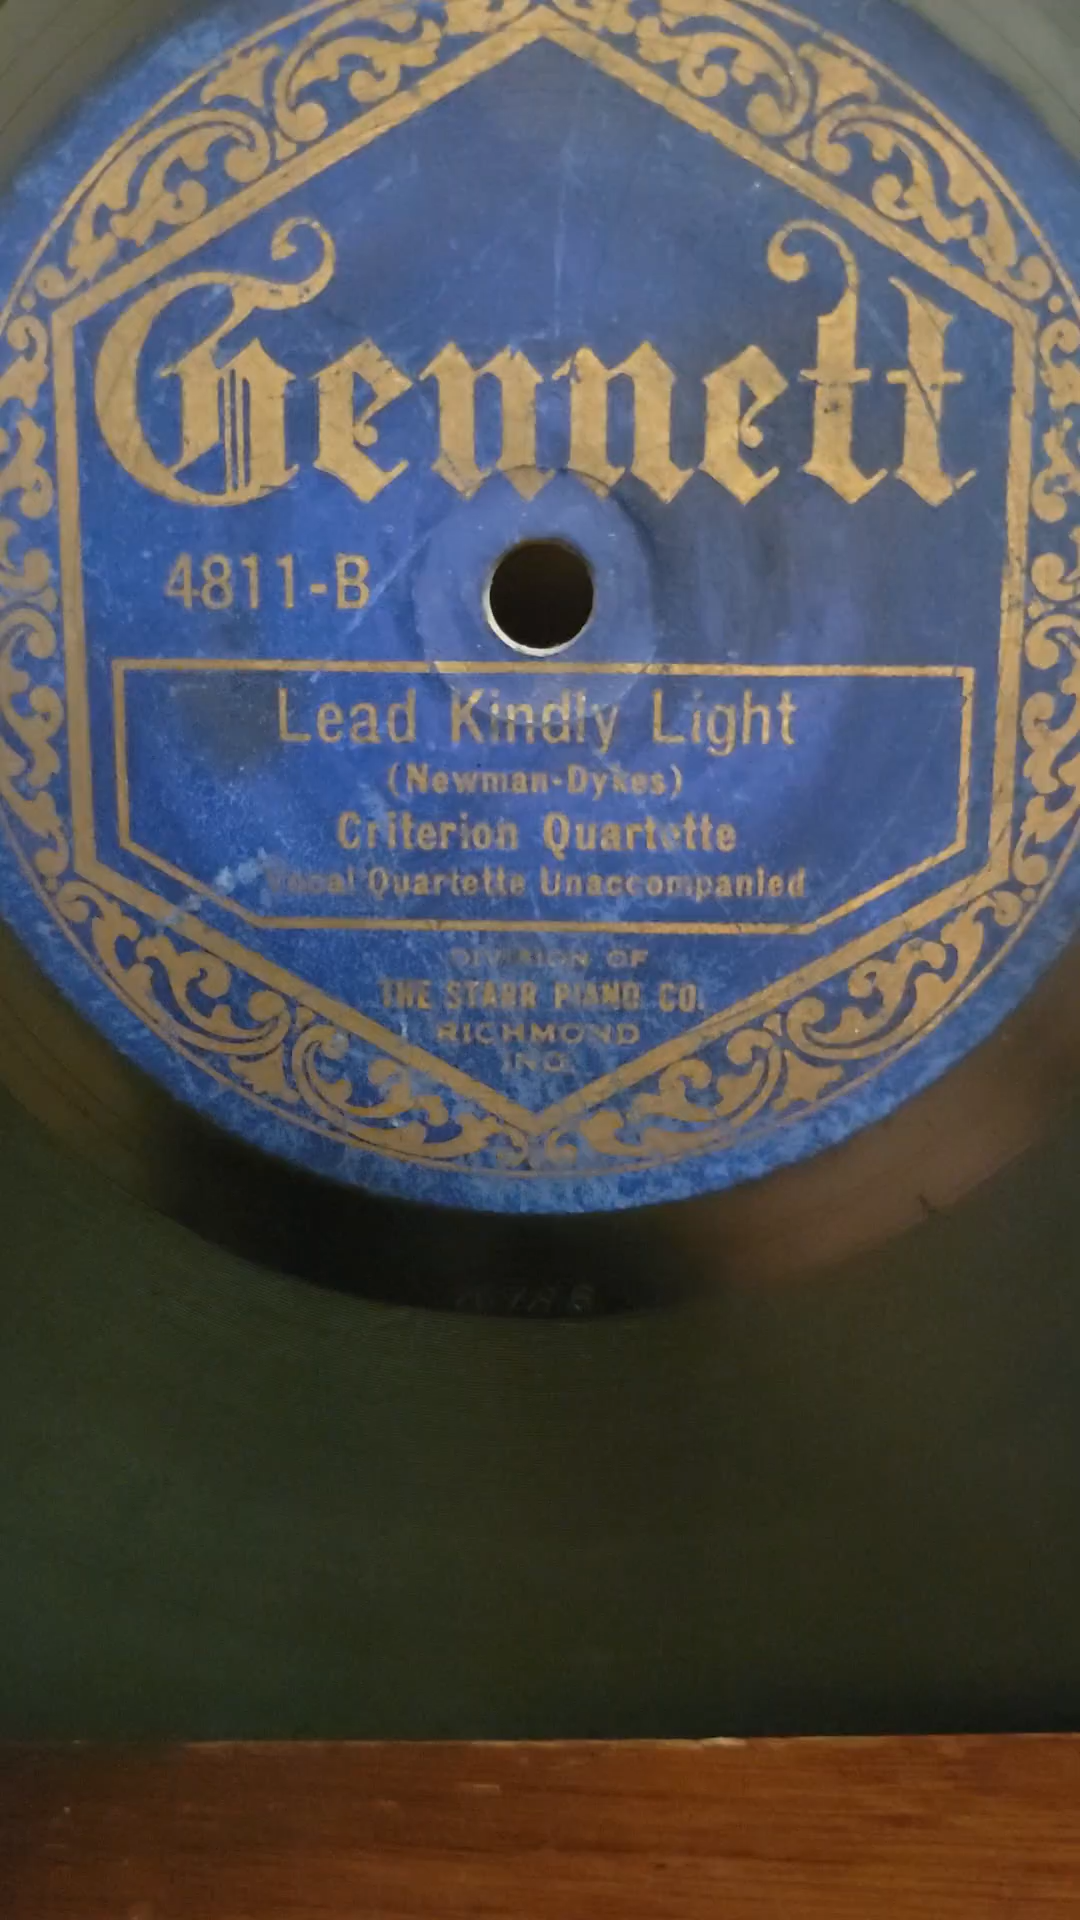 Gennett
4811-B
Lead Kindly Light
(Newman-Dykes)
Criterion Quartette
Vocal Quartette Unaccompanied
DIVISION OF
THE STARR PIANO CO.
RICHMOND
IND.